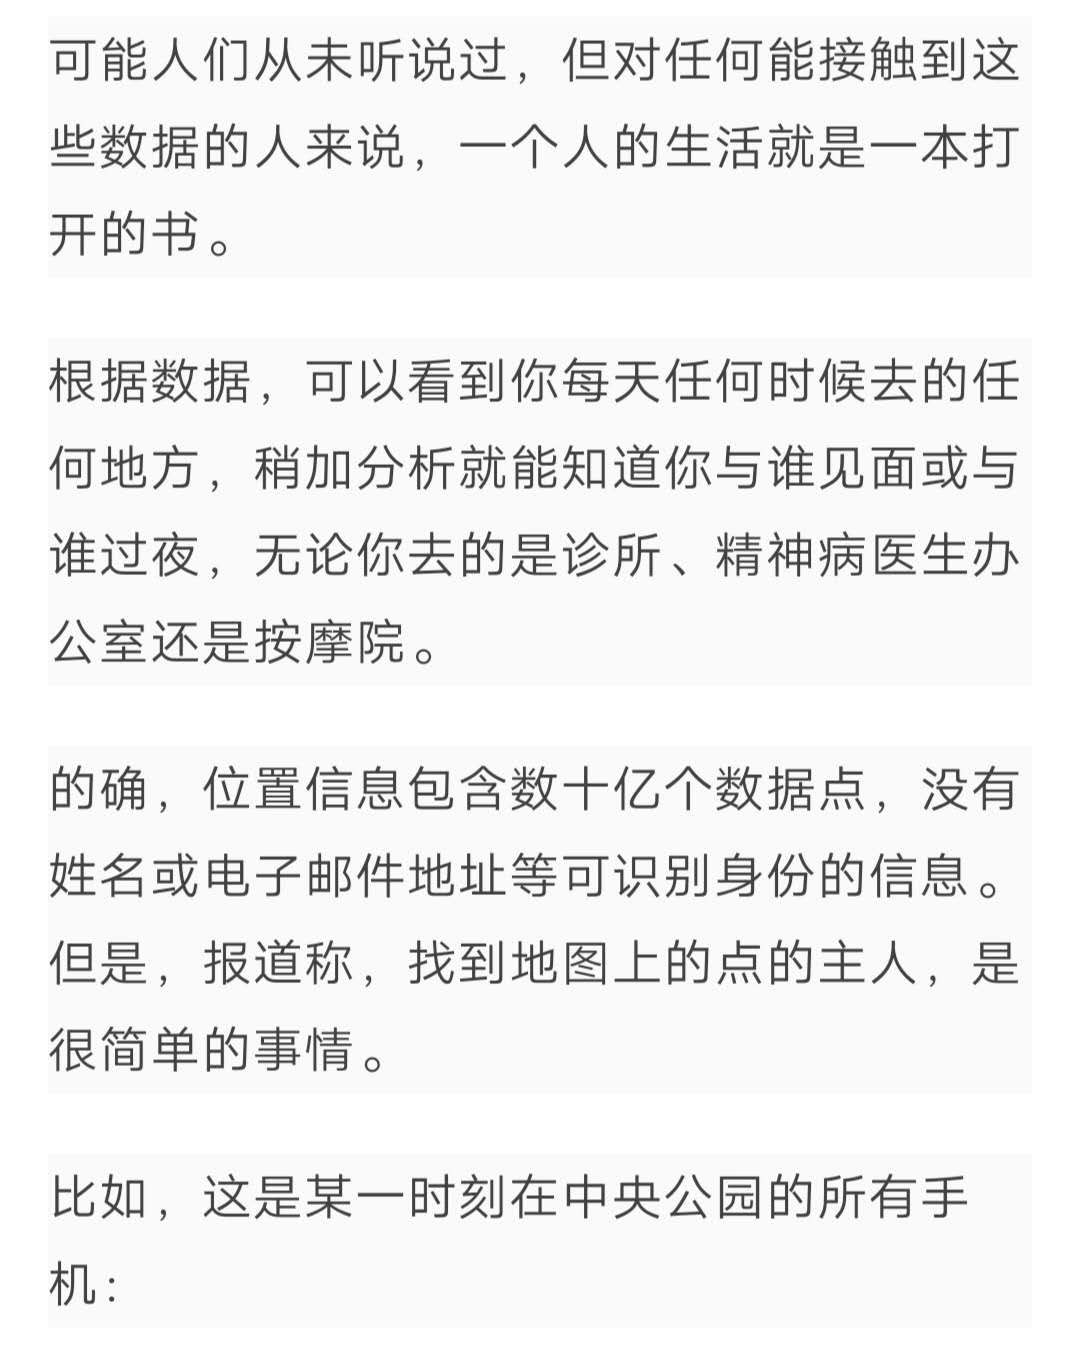 可能人们从未听说过，但对任何能接触到这
些数据的人来说，一个人的生活就是一本打
开的书。
根据数据，可以看到你每天任何时候去的任
何地方，稍加分析就能知道你与谁见面或与
谁过夜，无论你去的是诊所、精神病医生办
公室还是按摩院。
的确，位置信息包含数十亿个数据点，没有
姓名或电子邮件地址等可识别身份的信息。
但是，报道称，找到地图上的点的主人，是
很简单的事情。
比如，这是某一时刻在中央公园的所有手
机：